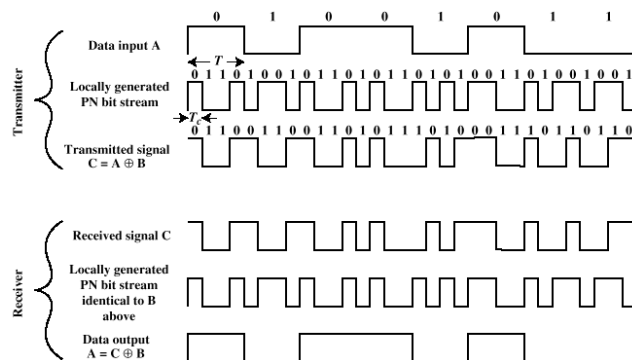 0 1 0 0 1 0 1 1
Data input A
T
0 1 1 0 1 0 0 1 0 1 1 0 1 0 1 1 0 1 0 1 0 0 1 1 0 1 0 0 1 0 0 1
Locally generated
PN bit stream
Tc
0 1 1 0 0 1 1 0 0 1 1 0 1 0 1 1 0 1 0 0 0 0 1 1 1 0 1 1 0 1 1 0
Transmitted signal
C = A ⊕ B
Transmitter
Received signal C
Locally generated
PN bit stream
identical to B
above
Data output
A = C ⊕ B
Receiver